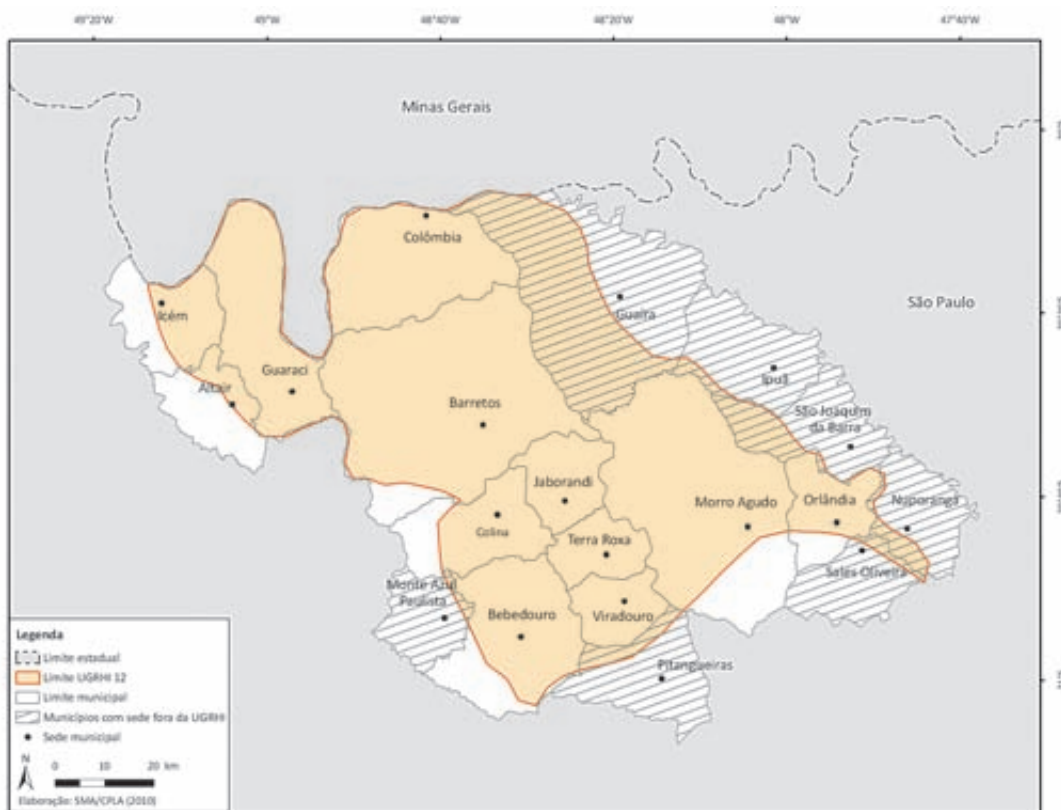 49°20'W 49°W 48°40'W 48°20'W 48°W 47°40'W
Minas Gerais
São Paulo
Colômbia
Icém
Guaíra
Altair
Guaraci
Ipuã
Barretos
São Joaquim
da Barra
Jaborandi
Morro Agudo
Orlândia
Nuporanga
Colina
Terra Roxa
Sales Oliveira
Monte Azul
Paulista
Bebedouro
Viradouro
Pitangueiras
Legenda
Limite estadual
Limite UGRHI 12
Limite municipal
Municípios com sede fora da UGRHI
Sede municipal
N
0 10 20 km
Elaboração: SMA/CPLA (2010)